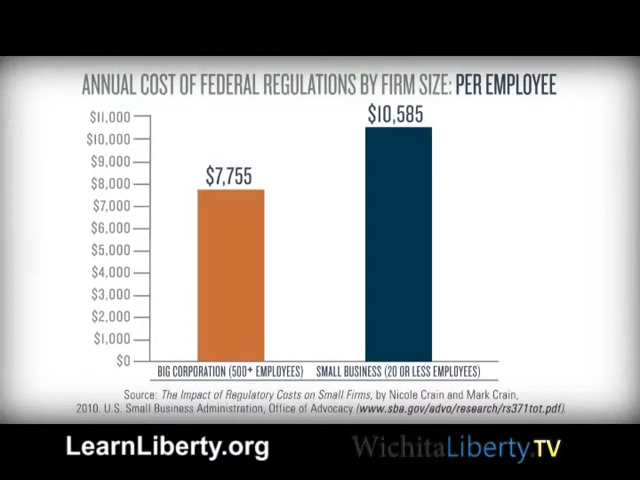 ANNUAL COST OF FEDERAL REGULATIONS BY FIRM SIZE: PER EMPLOYEE
$11,000
$10,000
$9,000
$8,000
$7,000
$6,000
$5,000
$4,000
$3,000
$2,000
$1,000
$0
$7,755
$10,585
BIG CORPORATION (500+ EMPLOYEES)
SMALL BUSINESS (20 OR LESS EMPLOYEES)
Source: The Impact of Regulatory Costs on Small Firms, by Nicole Crain and Mark Crain,
2010. U.S. Small Business Administration, Office of Advocacy (www.sba.gov/advo/research/rs371tot.pdf).
LearnLiberty.org
WichitaLiberty.TV